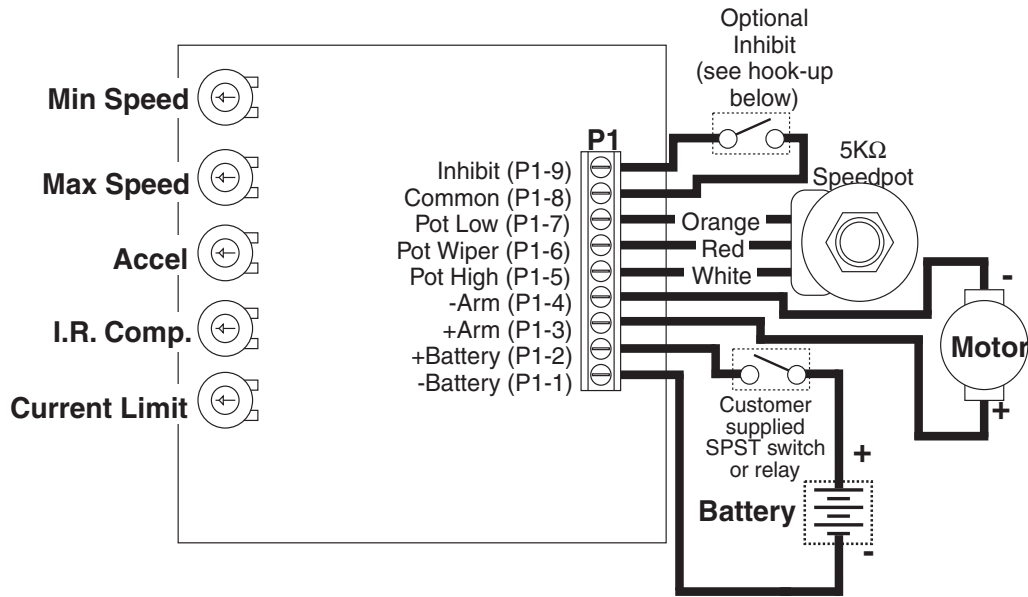 Min Speed
Max Speed
Accel
I.R. Comp.
Current Limit
P1
Inhibit (P1-9)
Common (P1-8)
Pot Low (P1-7)
Pot Wiper (P1-6)
Pot High (P1-5)
-Arm (P1-4)
+Arm (P1-3)
+Battery (P1-2)
-Battery (P1-1)
Optional
Inhibit
(see hook-up
below)
5KΩ
Speedpot
Orange
Red
White
-
Motor
+
Customer
supplied
SPST switch
or relay
+
Battery
-